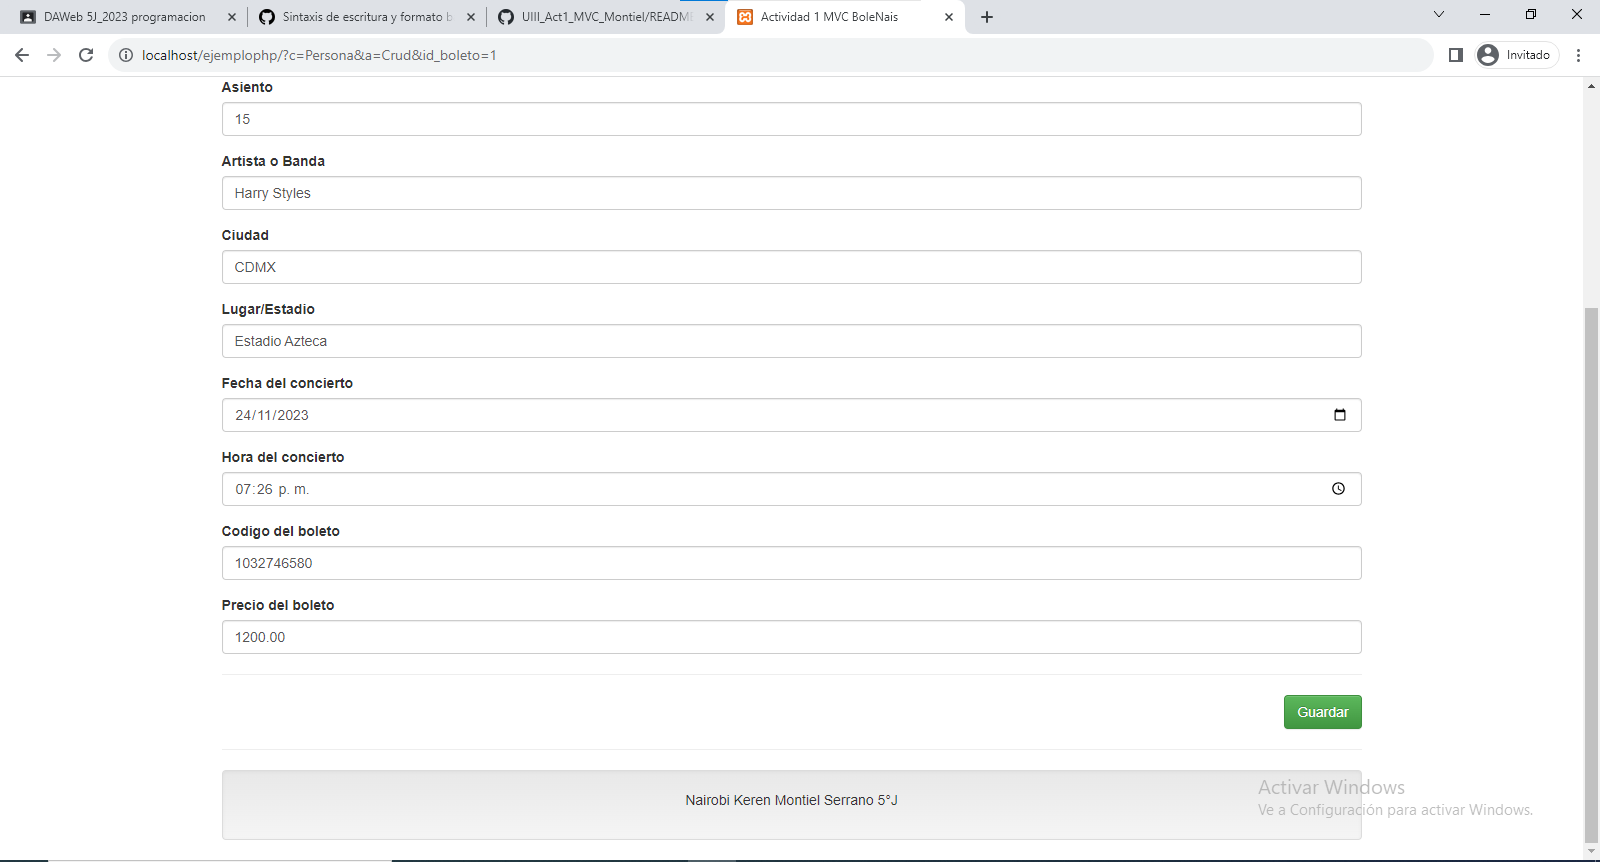 DAWeb 5J_2023 programacion
Sintaxis de escritura y formato b
UIII_Act1_MVC_Montiel/README
Actividad 1 MVC BoleNais
localhost/ejemplophp/?c=Persona&a=Crud&id_boleto=1
Invitado
Asiento
15
Artista o Banda
Harry Styles
Ciudad
CDMX
Lugar/Estadio
Estadio Azteca
Fecha del concierto
24/11/2023
Hora del concierto
07:26 p. m.
Codigo del boleto
1032746580
Precio del boleto
1200.00
Guardar
Nairobi Keren Montiel Serrano 5°J
Activar Windows
Ve a Configuración para activar Windows.